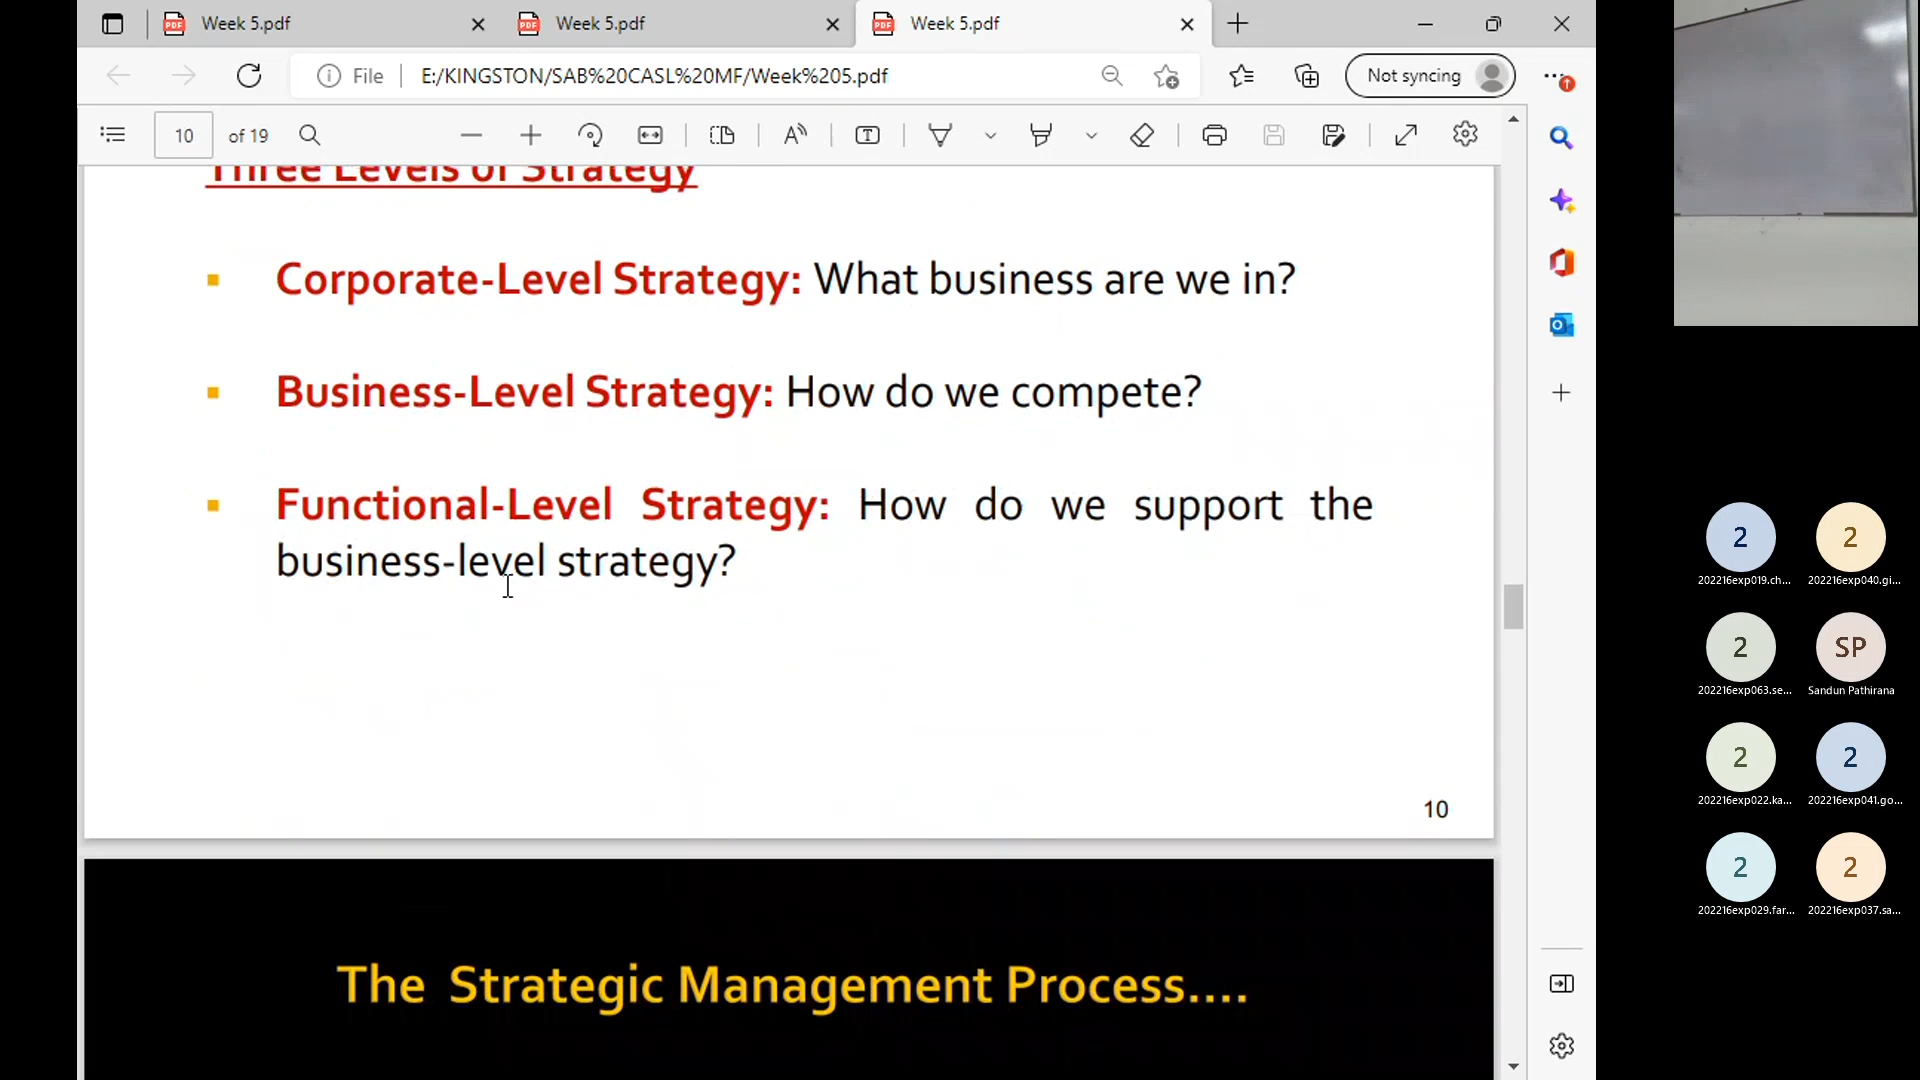 Week 5.pdf
Week 5.pdf
Week 5.pdf
File
E:/KINGSTON/SAB%20CASL%20MF/Week%205.pdf
Not syncing
10 of 19
Three Levels of Strategy
Corporate-Level Strategy: What business are we in?
Business-Level Strategy: How do we compete?
Functional-Level Strategy: How do we support the
business-level strategy?
10
The Strategic Management Process....
2
202216exp019.ch...
2
202216exp040.gi...
2
202216exp063.se...
SP
Sandun Pathirana
2
202216exp022.ka...
2
202216exp041.go...
2
202216exp029.far...
2
202216exp037.sa...